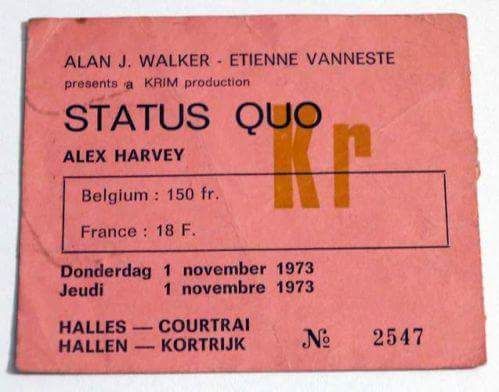 ALAN J. WALKER - ETIENNE VANNESTE
presents a KRIM production
STATUS QUO
Kr
ALEX HARVEY
Belgium : 150 fr.
France : 18 F.
Donderdag 1 november 1973
Jeudi 1 novembre 1973
HALLES — COURTRAI
HALLEN — KORTRIJK
№ 2547